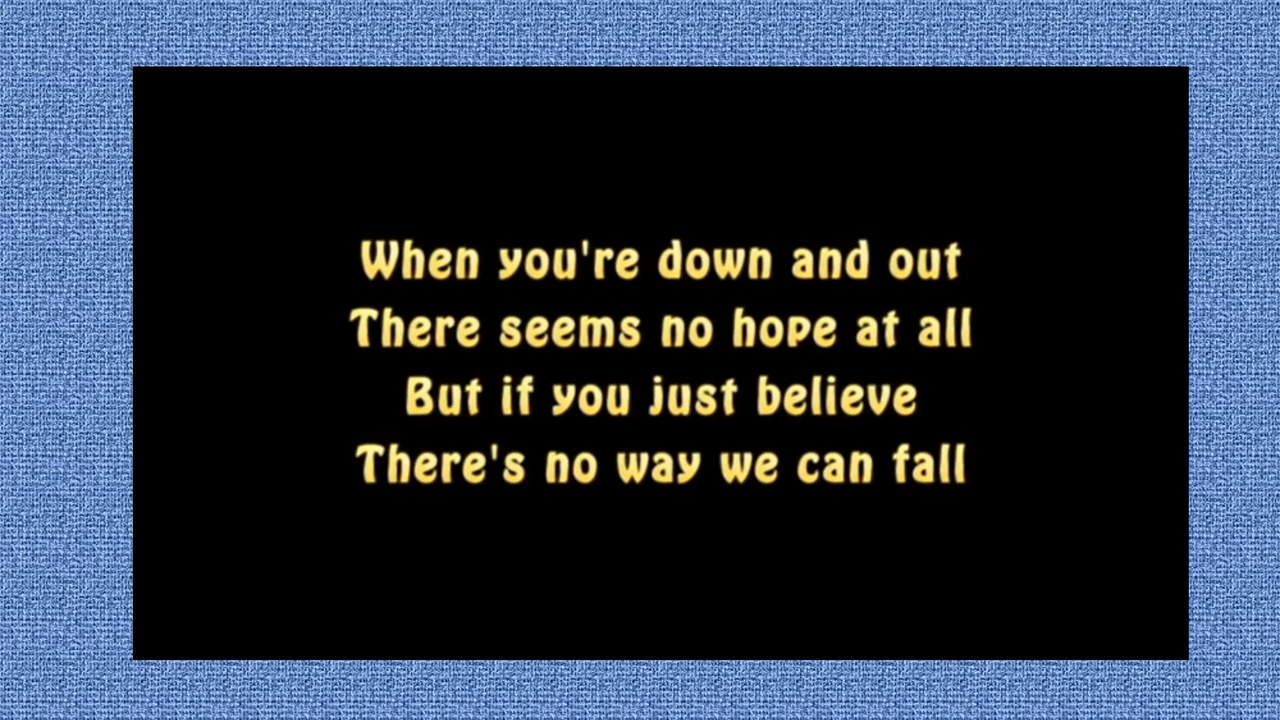 When you're down and out
There seems no hope at all
But if you just believe
There's no way we can fall